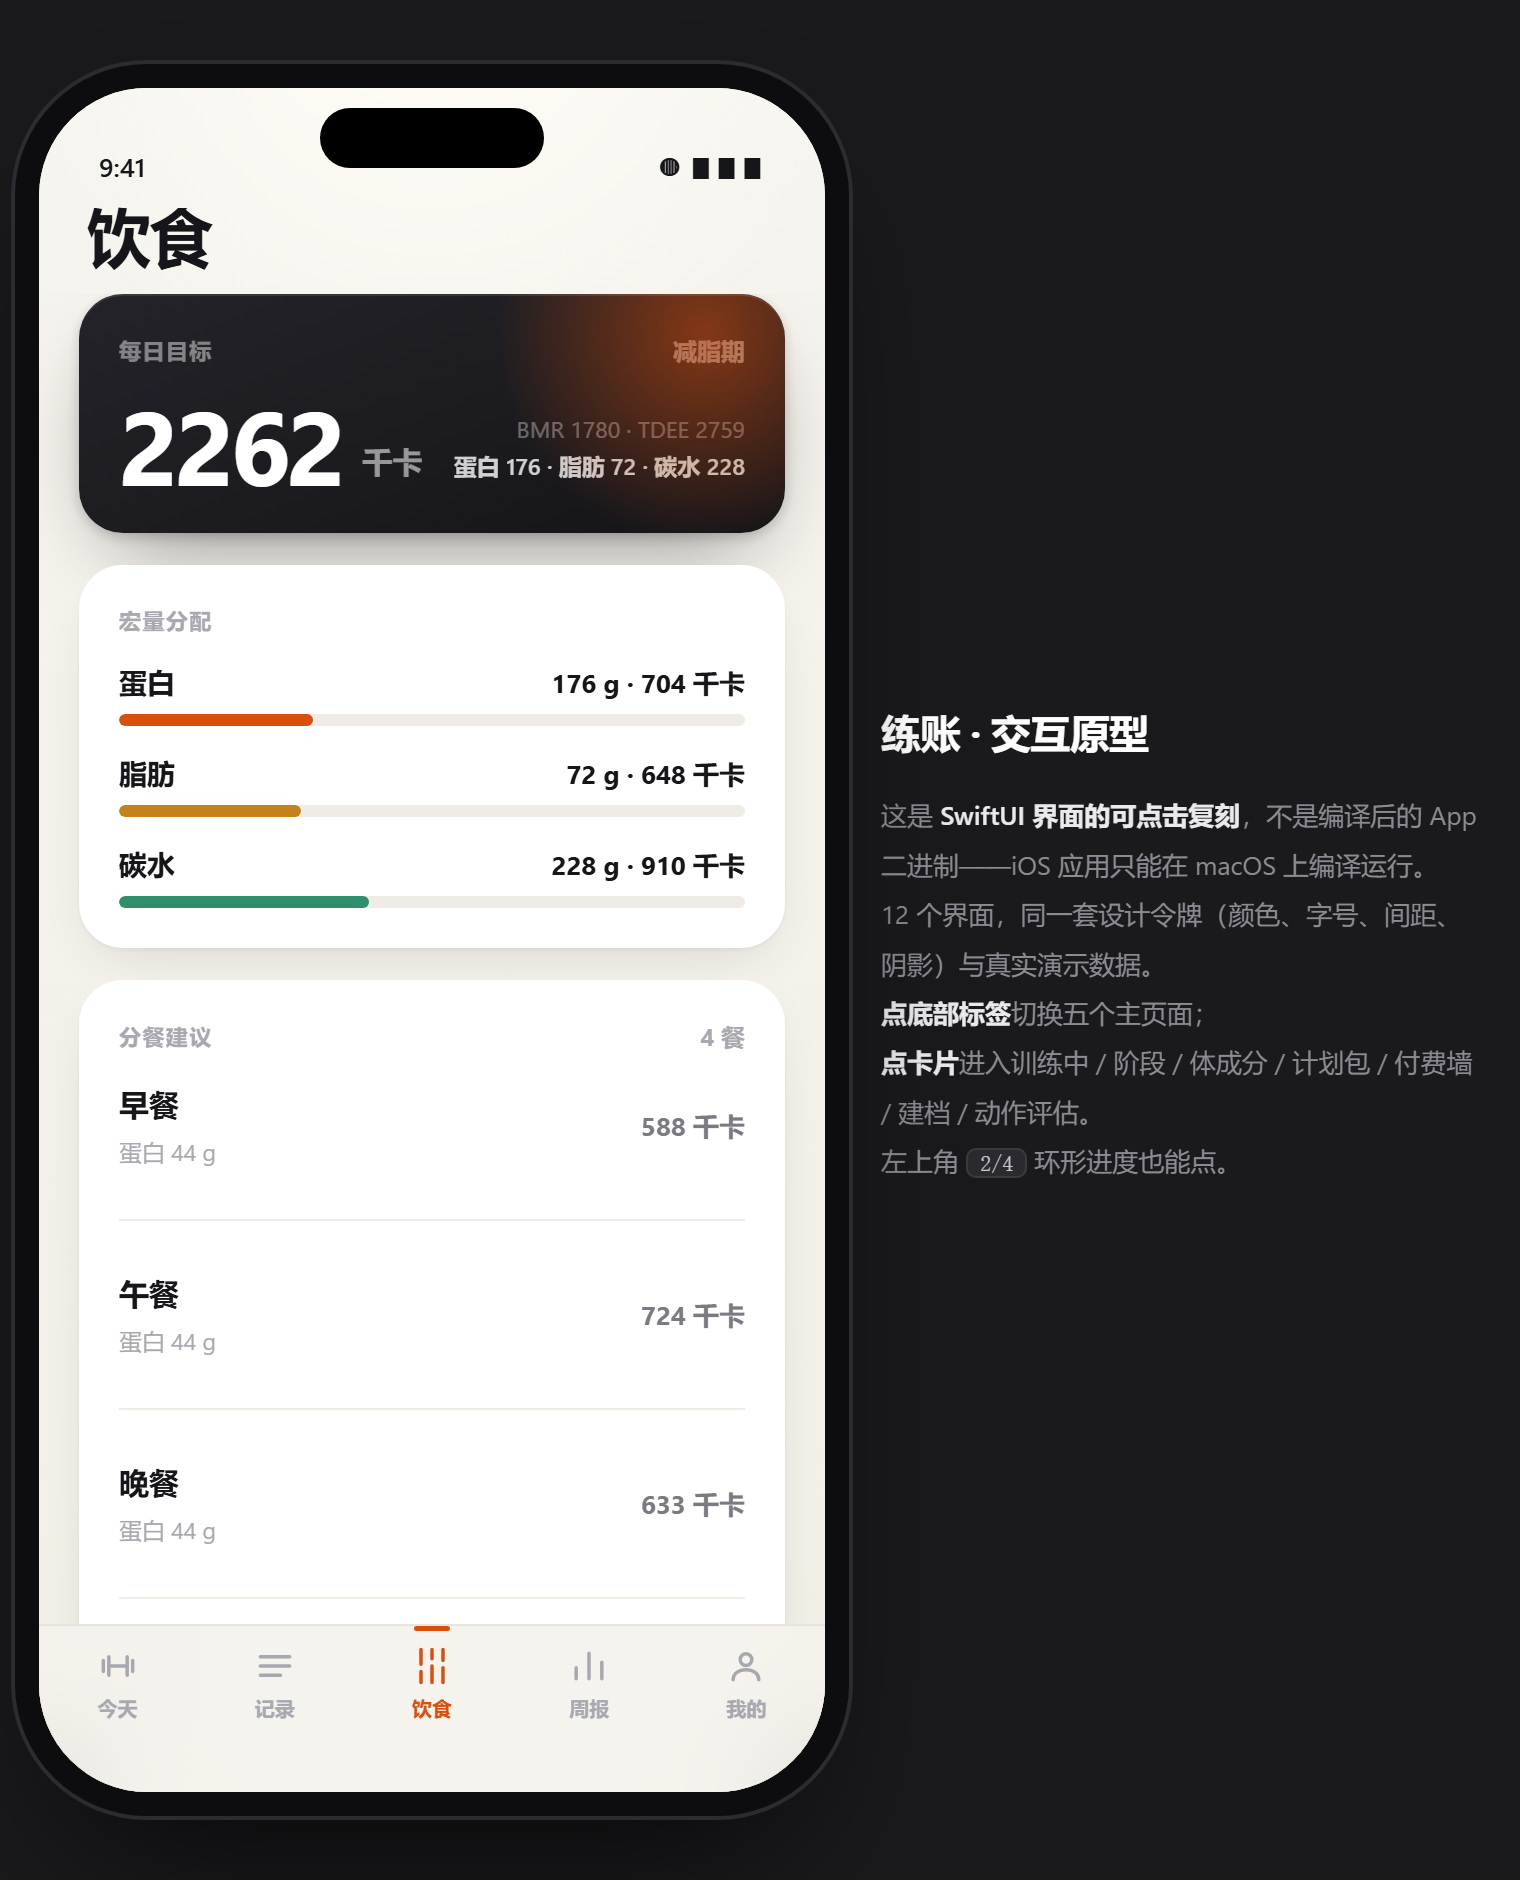 9:41
饮食
每日目标
减脂期
2262 千卡
BMR 1780 · TDEE 2759
蛋白 176 · 脂肪 72 · 碳水 228
宏量分配
蛋白
176 g · 704 千卡
脂肪
72 g · 648 千卡
碳水
228 g · 910 千卡
分餐建议
4 餐
早餐
蛋白 44 g
588 千卡
午餐
蛋白 44 g
724 千卡
晚餐
蛋白 44 g
633 千卡
今天
记录
饮食
周报
我的
练账 · 交互原型
这是 SwiftUI 界面的可点击复刻，不是编译后的 App
二进制——iOS 应用只能在 macOS 上编译运行。
12 个界面，同一套设计令牌（颜色、字号、间距、
阴影）与真实演示数据。
点底部标签切换五个主页面；
点卡片进入训练中 / 阶段 / 体成分 / 计划包 / 付费墙
/ 建档 / 动作评估。
左上角 2/4 环形进度也能点。